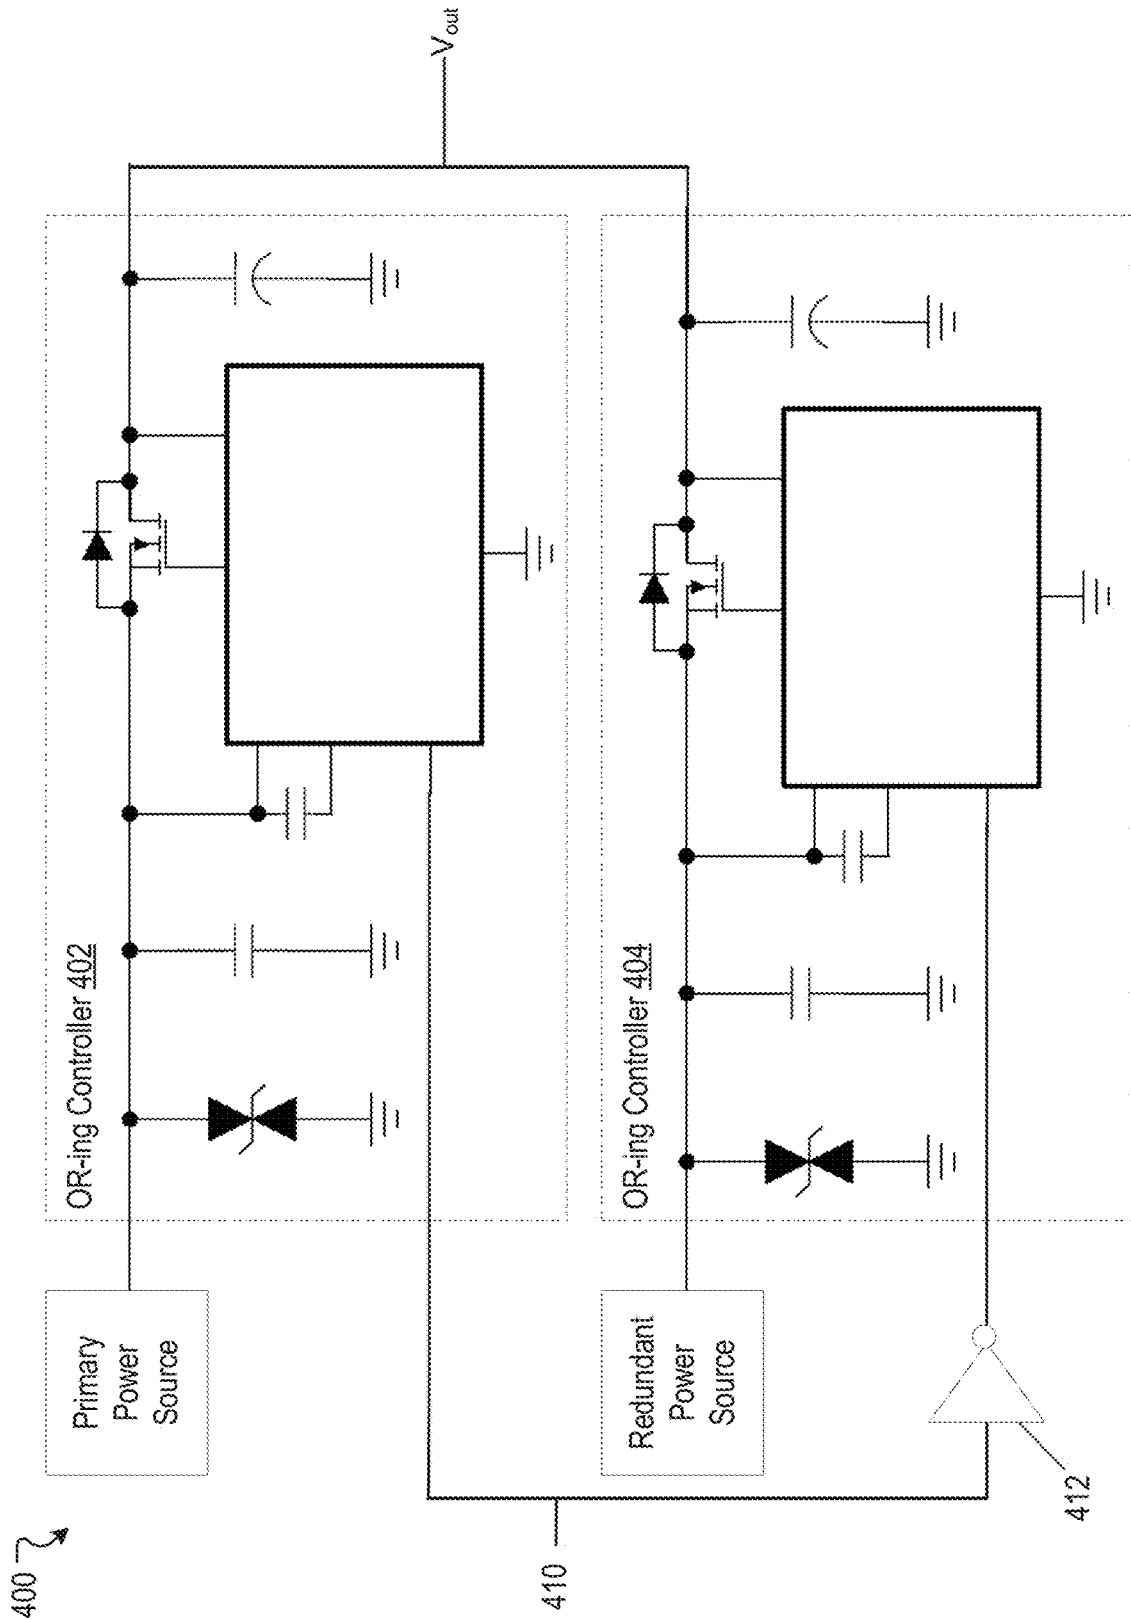 400
Primary
Power
Source
OR-ing Controller 402
Vout
410
Redundant
Power
Source
OR-ing Controller 404
412